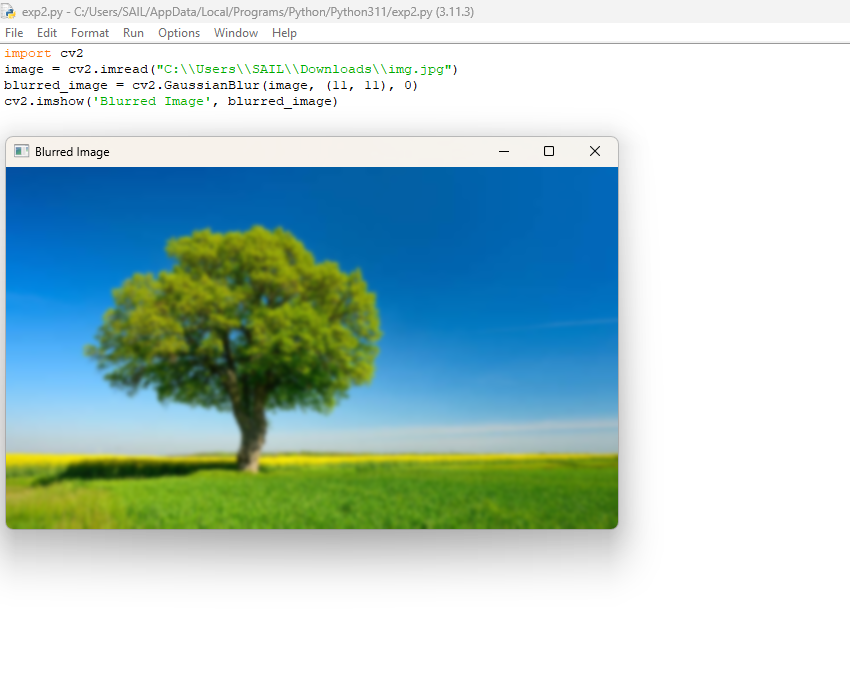 exp2.py - C:/Users/SAIL/AppData/Local/Programs/Python/Python311/exp2.py (3.11.3)
File Edit Format Run Options Window Help
import cv2
image = cv2.imread("C:\\Users\\SAIL\\Downloads\\img.jpg")
blurred_image = cv2.GaussianBlur(image, (11, 11), 0)
cv2.imshow('Blurred Image', blurred_image)
Blurred Image